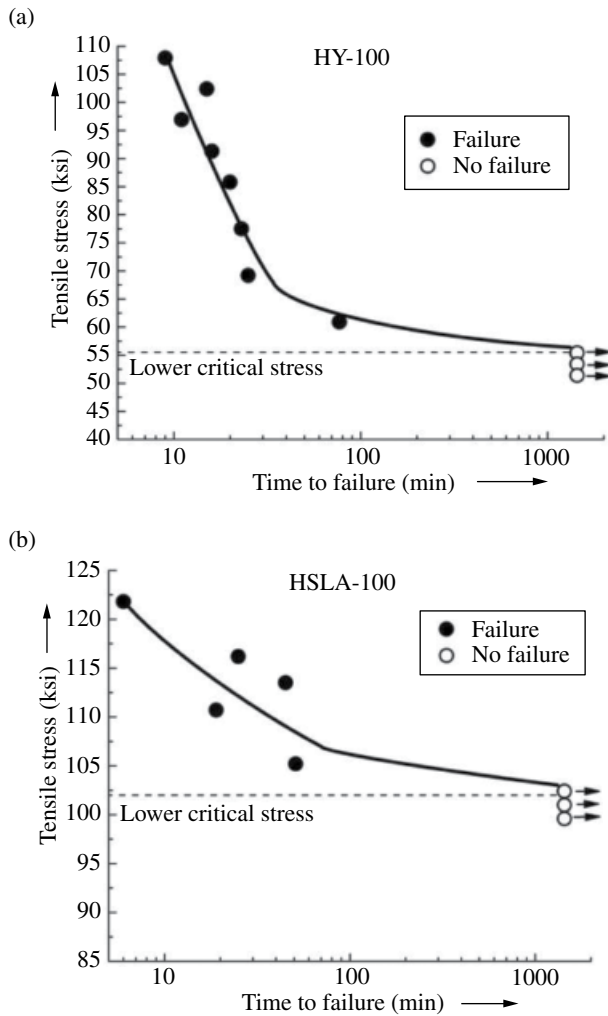 (a)
HY-100
110
105
100
95
90
85
80
75
70
65
60
55
50
45
40
Tensile stress (ksi)
Failure
No failure
Lower critical stress
10
100
1000
Time to failure (min)
(b)
HSLA-100
125
120
115
110
105
100
95
90
85
Tensile stress (ksi)
Failure
No failure
Lower critical stress
10
100
1000
Time to failure (min)